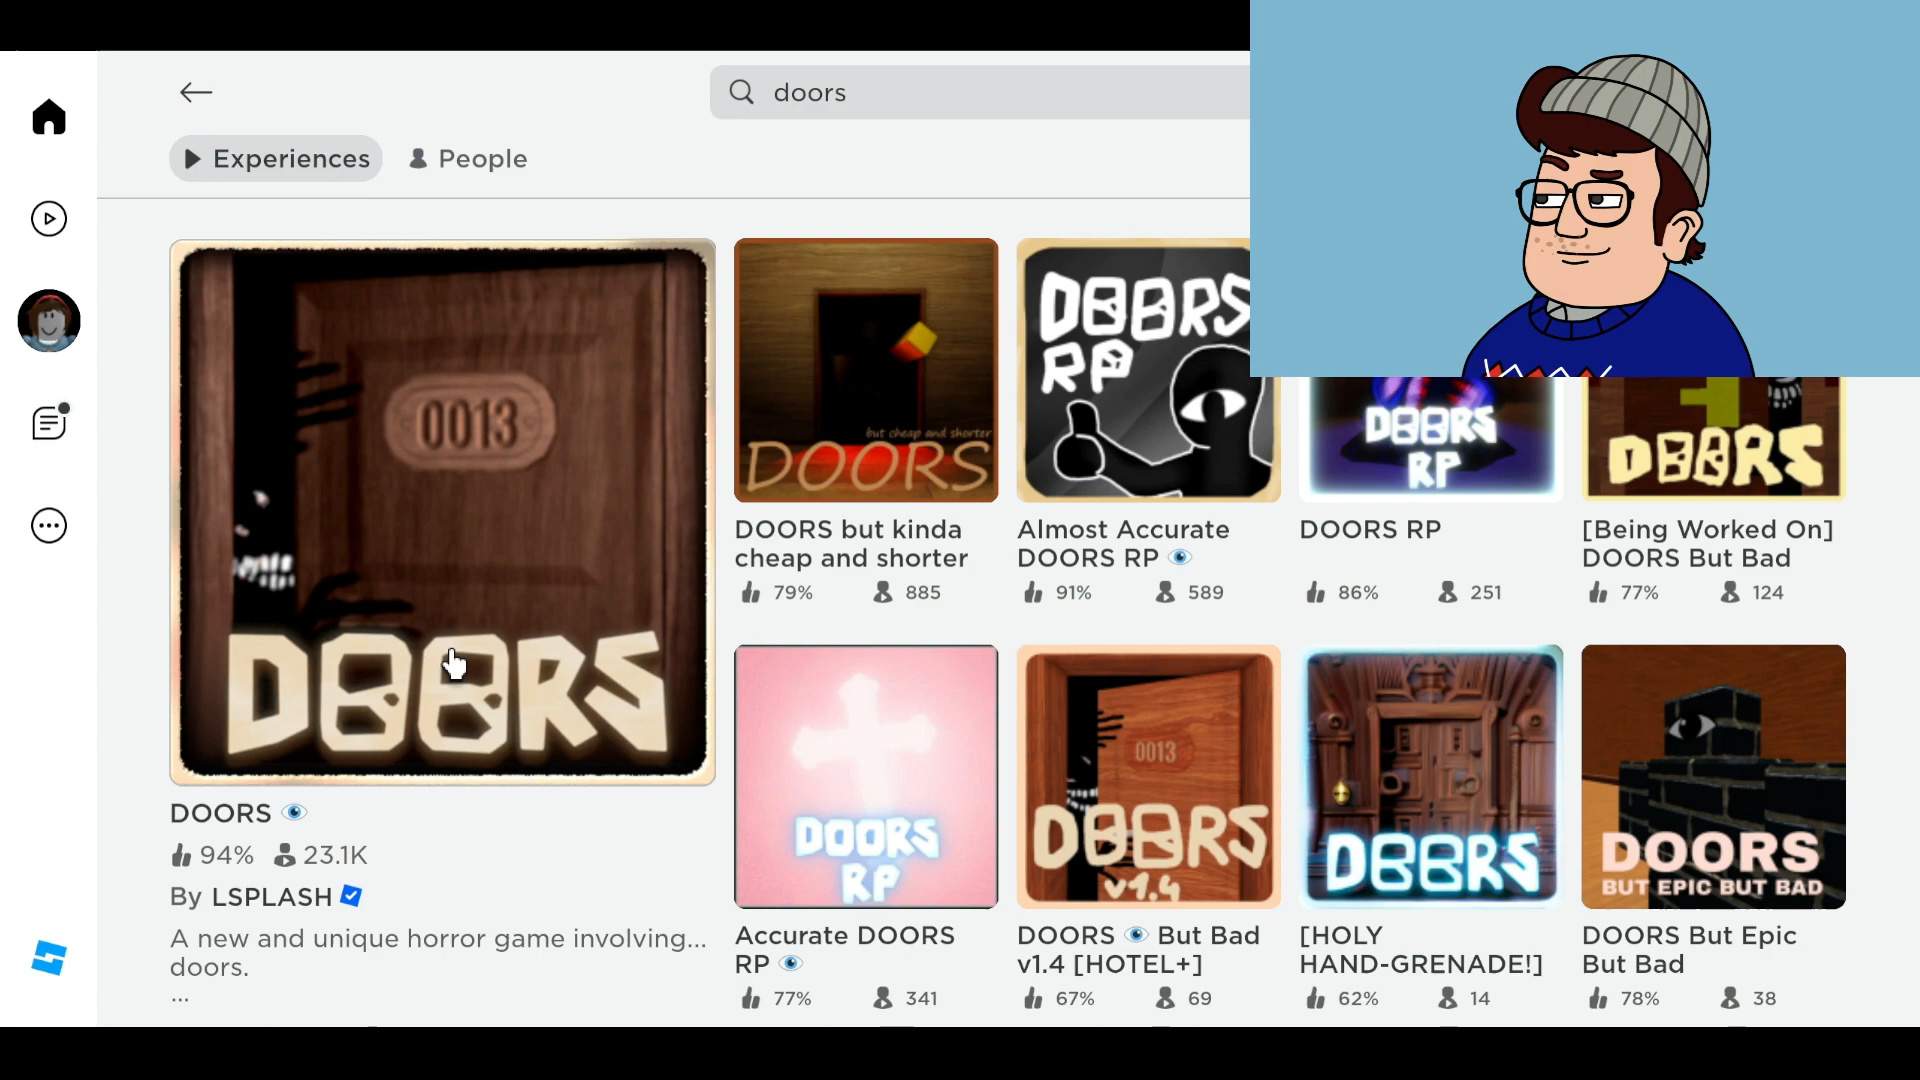 doors
Experiences
People
0013
DOORS
DOORS
94% 23.1K
By LSPLASH
A new and unique horror game involving...
doors.
...
but cheap and shorter
DOORS
DOORS but kinda
cheap and shorter
79% 885
DOORS
RP
Almost Accurate
DOORS RP
91% 589
DOORS
RP
DOORS RP
86% 251
DOORS
[Being Worked On]
DOORS But Bad
77% 124
DOORS
RP
Accurate DOORS
RP
77% 341
0013
DOORS
v1.4
DOORS But Bad
v1.4 [HOTEL+]
67% 69
DOORS
[HOLY
HAND-GRENADE!]
62% 14
DOORS
BUT EPIC BUT BAD
DOORS But Epic
But Bad
78% 38